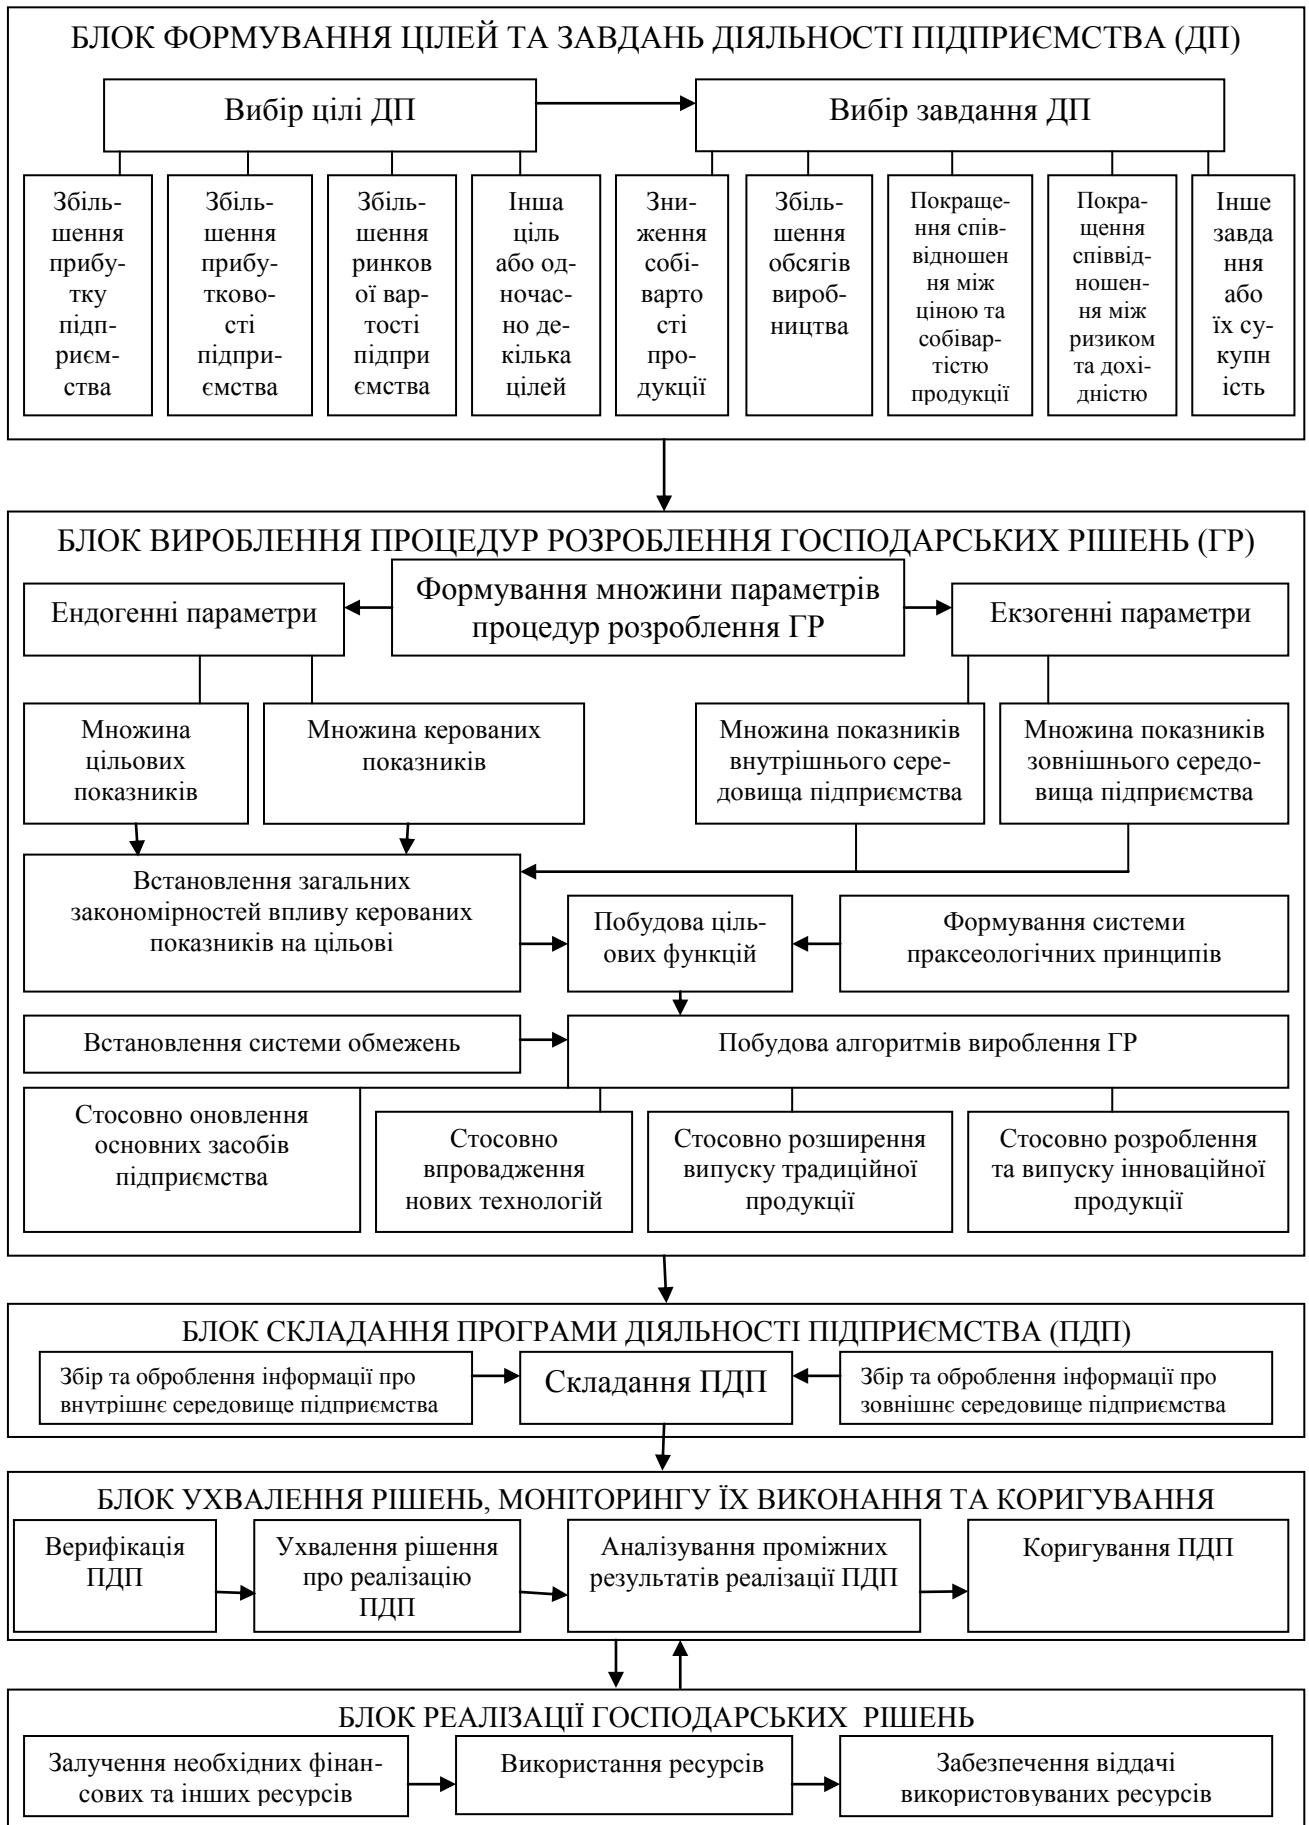 БЛОК ФОРМУВАННЯ ЦІЛЕЙ ТА ЗАВДАНЬ ДІЯЛЬНОСТІ ПІДПРИЄМСТВА (ДП)
Вибір цілі ДП
Вибір завдання ДП
Збіль-
шення
прибу-
тку
підп-
риєм-
ства
Збіль-
шення
прибу-
тково-
сті
підпри-
ємства
Збіль-
шення
ринков
ої вар-
тості
підпри
ємства
Інша
ціль
або од-
ночас-
но де-
кілька
цілей
Зни-
ження
собі-
варто
сті
про-
дукції
Збіль-
шення
обсягів
вироб-
ництва
Покраще-
ння спів-
відношен
ня між
ціною та
собівар-
тістю
продукції
Покра-
щення
співвід-
ношен-
ня між
ризиком
та дохі-
дністю
Інше
завда
ння
або
їх су-
купн
ість
БЛОК ВИРОБЛЕННЯ ПРОЦЕДУР РОЗРОБЛЕННЯ ГОСПОДАРСЬКИХ РІШЕНЬ (ГР)
Ендогенні параметри
Формування множини параметрів
процедур розроблення ГР
Екзогенні параметри
Множина
цільових
показників
Множина керованих
показників
Множина показників
внутрішнього сере-
довища підприємства
Множина показників
зовнішнього середо-
вища підприємства
Встановлення загальних
закономірностей впливу керованих
показників на цільові
Побудова ціль-
ових функцій
Формування системи
праксеологічних принципів
Встановлення системи обмежень
Побудова алгоритмів вироблення ГР
Стосовно оновлення
основних засобів
підприємства
Стосовно
впровадження
нових технологій
Стосовно розширення
випуску традиційної
продукції
Стосовно розроблення
та випуску інноваційної
продукції
БЛОК СКЛАДАННЯ ПРОГРАМИ ДІЯЛЬНОСТІ ПІДПРИЄМСТВА (ПДП)
Збір та оброблення інформації про
внутрішнє середовище підприємства
Складання ПДП
Збір та оброблення інформації про
зовнішнє середовище підприємства
БЛОК УХВАЛЕННЯ РІШЕНЬ, МОНІТОРИНГУ ЇХ ВИКОНАННЯ ТА КОРИГУВАННЯ
Верифікація
ПДП
Ухвалення рішення
про реалізацію
ПДП
Аналізування проміжних
результатів реалізації ПДП
Коригування ПДП
БЛОК РЕАЛІЗАЦІЇ ГОСПОДАРСЬКИХ РІШЕНЬ
Залучення необхідних фінан-
сових та інших ресурсів
Використання ресурсів
Забезпечення віддачі
використовуваних ресурсів